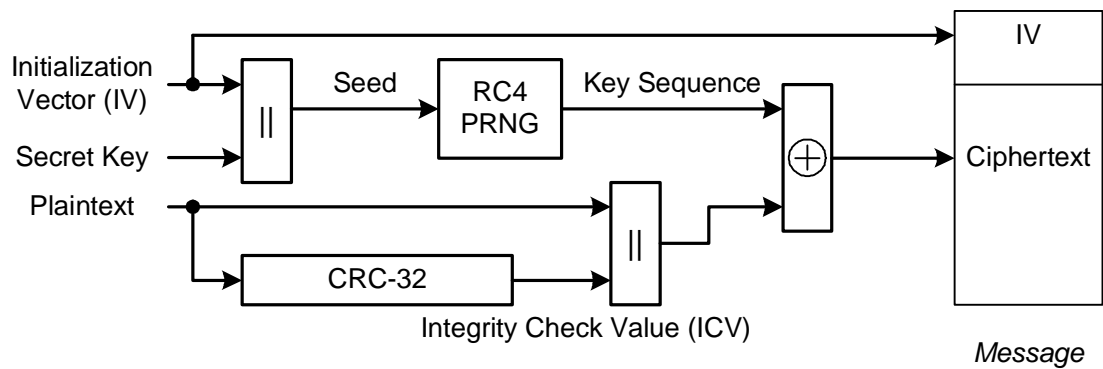 Initialization
Vector (IV)
Secret Key
Plaintext
||
Seed
RC4
PRNG
Key Sequence
CRC-32
||
Integrity Check Value (ICV)
IV
Ciphertext
Message